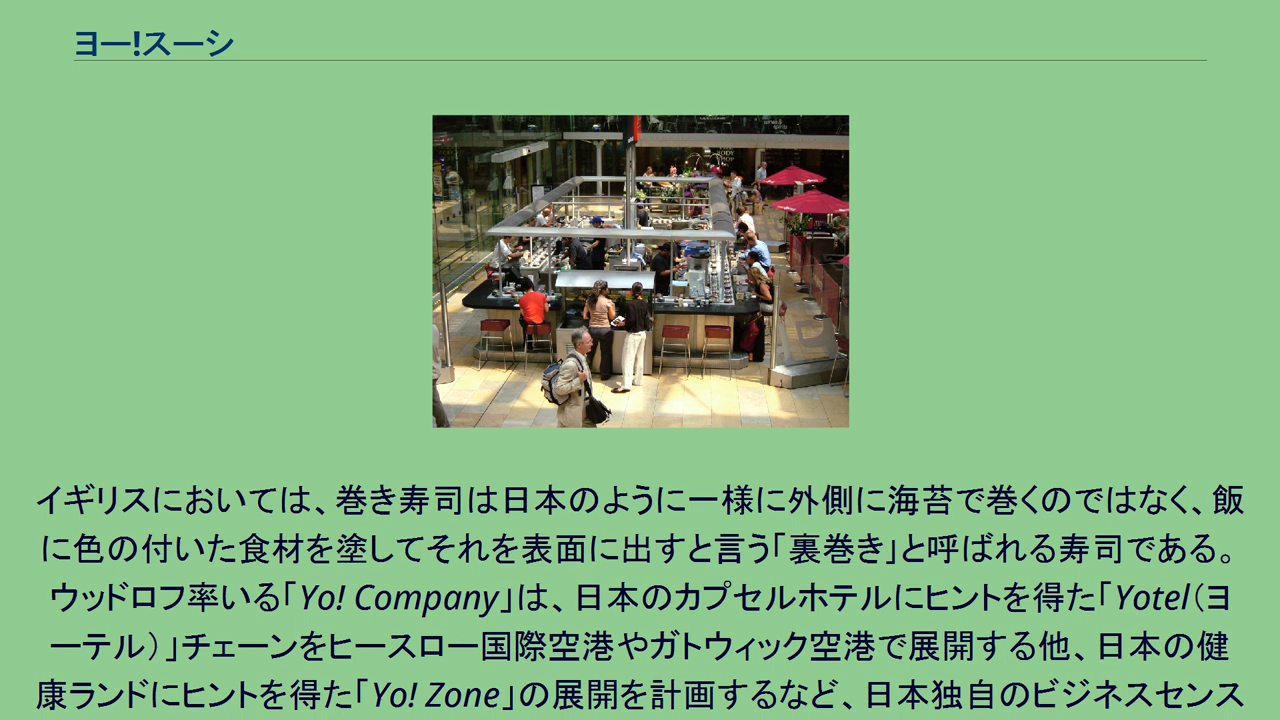 ヨー!スーシ
BODY
SHOP
イギリスにおいては、巻き寿司は日本のように一様に外側に海苔で巻くのではなく、飯
に色の付いた食材を塗してそれを表面に出すと言う「裏巻き」と呼ばれる寿司である。
ウッドロフ率いる「Yo! Company」は、日本のカプセルホテルにヒントを得た「Yotel（ヨ
ーテル）」チェーンをヒースロー国際空港やガトウィック空港で展開する他、日本の健
康ランドにヒントを得た「Yo! Zone」の展開を計画するなど、日本独自のビジネスセンス